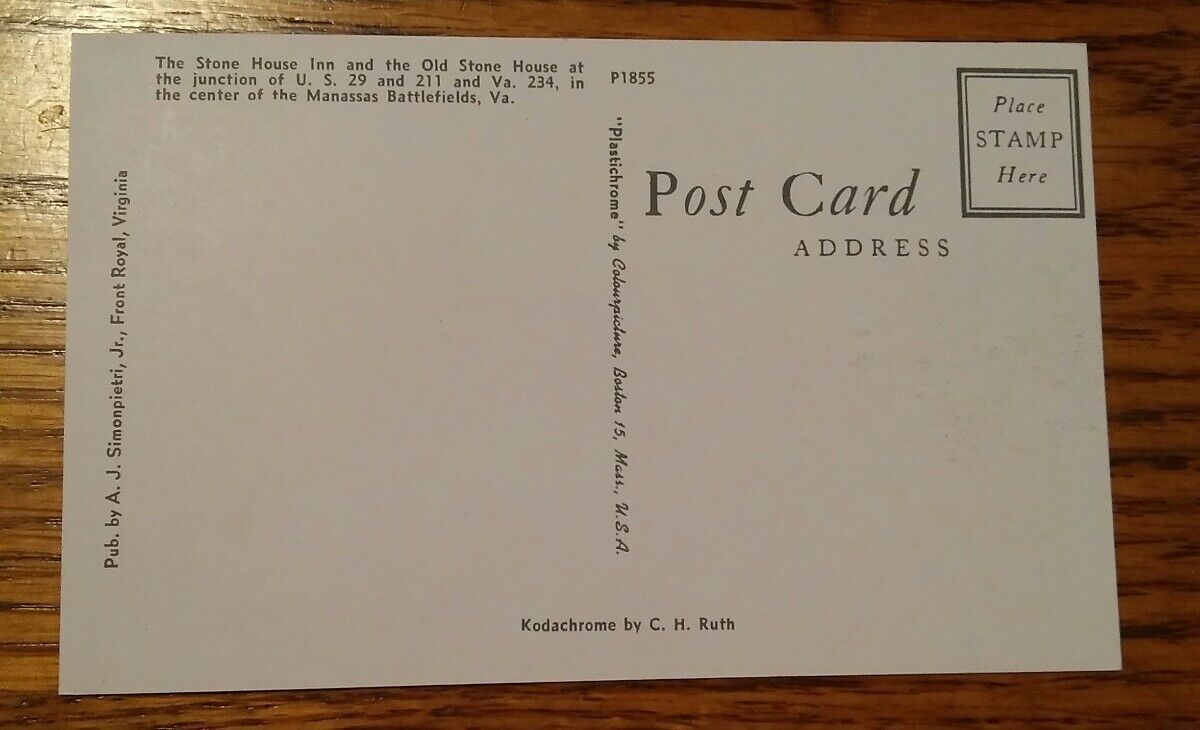 The Stone House Inn and the Old Stone House at
the junction of U. S. 29 and 211 and Va. 234, in
the center of the Manassas Battlefields, Va.
P1855
Place
STAMP
Here
Post Card
ADDRESS
Pub. by A. J. Simonpietri, Jr., Front Royal, Virginia
"Plastichrome" by Colourpicture, Boston 15, Mass., U.S.A.
Kodachrome by C. H. Ruth